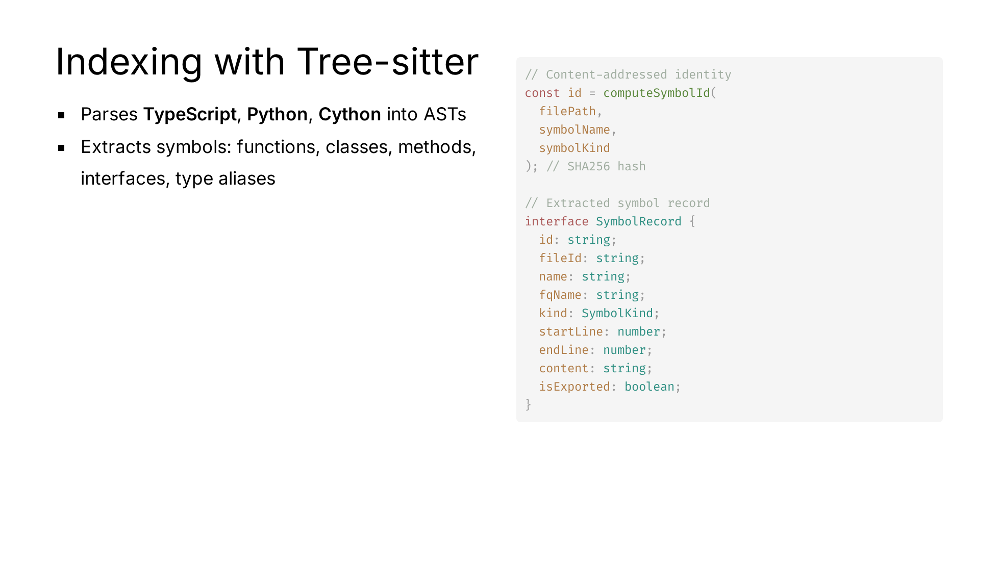 Indexing with Tree-sitter
▪ Parses TypeScript, Python, Cython into ASTs
▪ Extracts symbols: functions, classes, methods,
interfaces, type aliases
// Content-addressed identity
const id = computeSymbolId(
  filePath,
  symbolName,
  symbolKind
); // SHA256 hash

// Extracted symbol record
interface SymbolRecord {
  id: string;
  fileId: string;
  name: string;
  fqName: string;
  kind: SymbolKind;
  startLine: number;
  endLine: number;
  content: string;
  isExported: boolean;
}